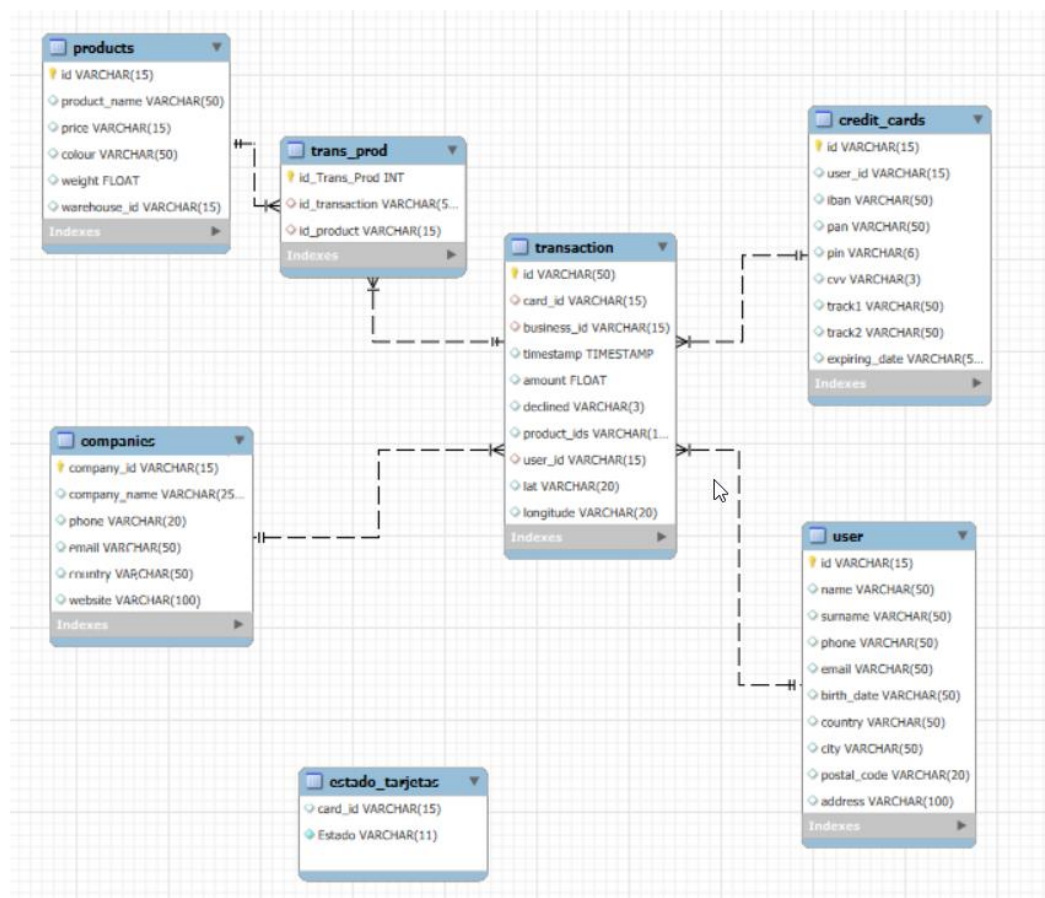 products
id VARCHAR(15)
product_name VARCHAR(50)
price VARCHAR(15)
colour VARCHAR(50)
weight FLOAT
warehouse_id VARCHAR(15)
Indexes
trans_prod
id_Trans_Prod INT
id_transaction VARCHAR(5...
id_product VARCHAR(15)
Indexes
transaction
id VARCHAR(50)
card_id VARCHAR(15)
business_id VARCHAR(15)
timestamp TIMESTAMP
amount FLOAT
declined VARCHAR(3)
product_ids VARCHAR(1...
user_id VARCHAR(15)
lat VARCHAR(20)
longitude VARCHAR(20)
Indexes
credit_cards
id VARCHAR(15)
user_id VARCHAR(15)
iban VARCHAR(50)
pan VARCHAR(50)
pin VARCHAR(6)
cvv VARCHAR(3)
track1 VARCHAR(50)
track2 VARCHAR(50)
expiring_date VARCHAR(5...
Indexes
companies
company_id VARCHAR(15)
company_name VARCHAR(25...
phone VARCHAR(20)
email VARCHAR(50)
country VARCHAR(50)
website VARCHAR(100)
Indexes
user
id VARCHAR(15)
name VARCHAR(50)
surname VARCHAR(50)
phone VARCHAR(50)
email VARCHAR(50)
birth_date VARCHAR(50)
country VARCHAR(50)
city VARCHAR(50)
postal_code VARCHAR(20)
address VARCHAR(100)
Indexes
estado_tarjetas
card_id VARCHAR(15)
Estado VARCHAR(11)